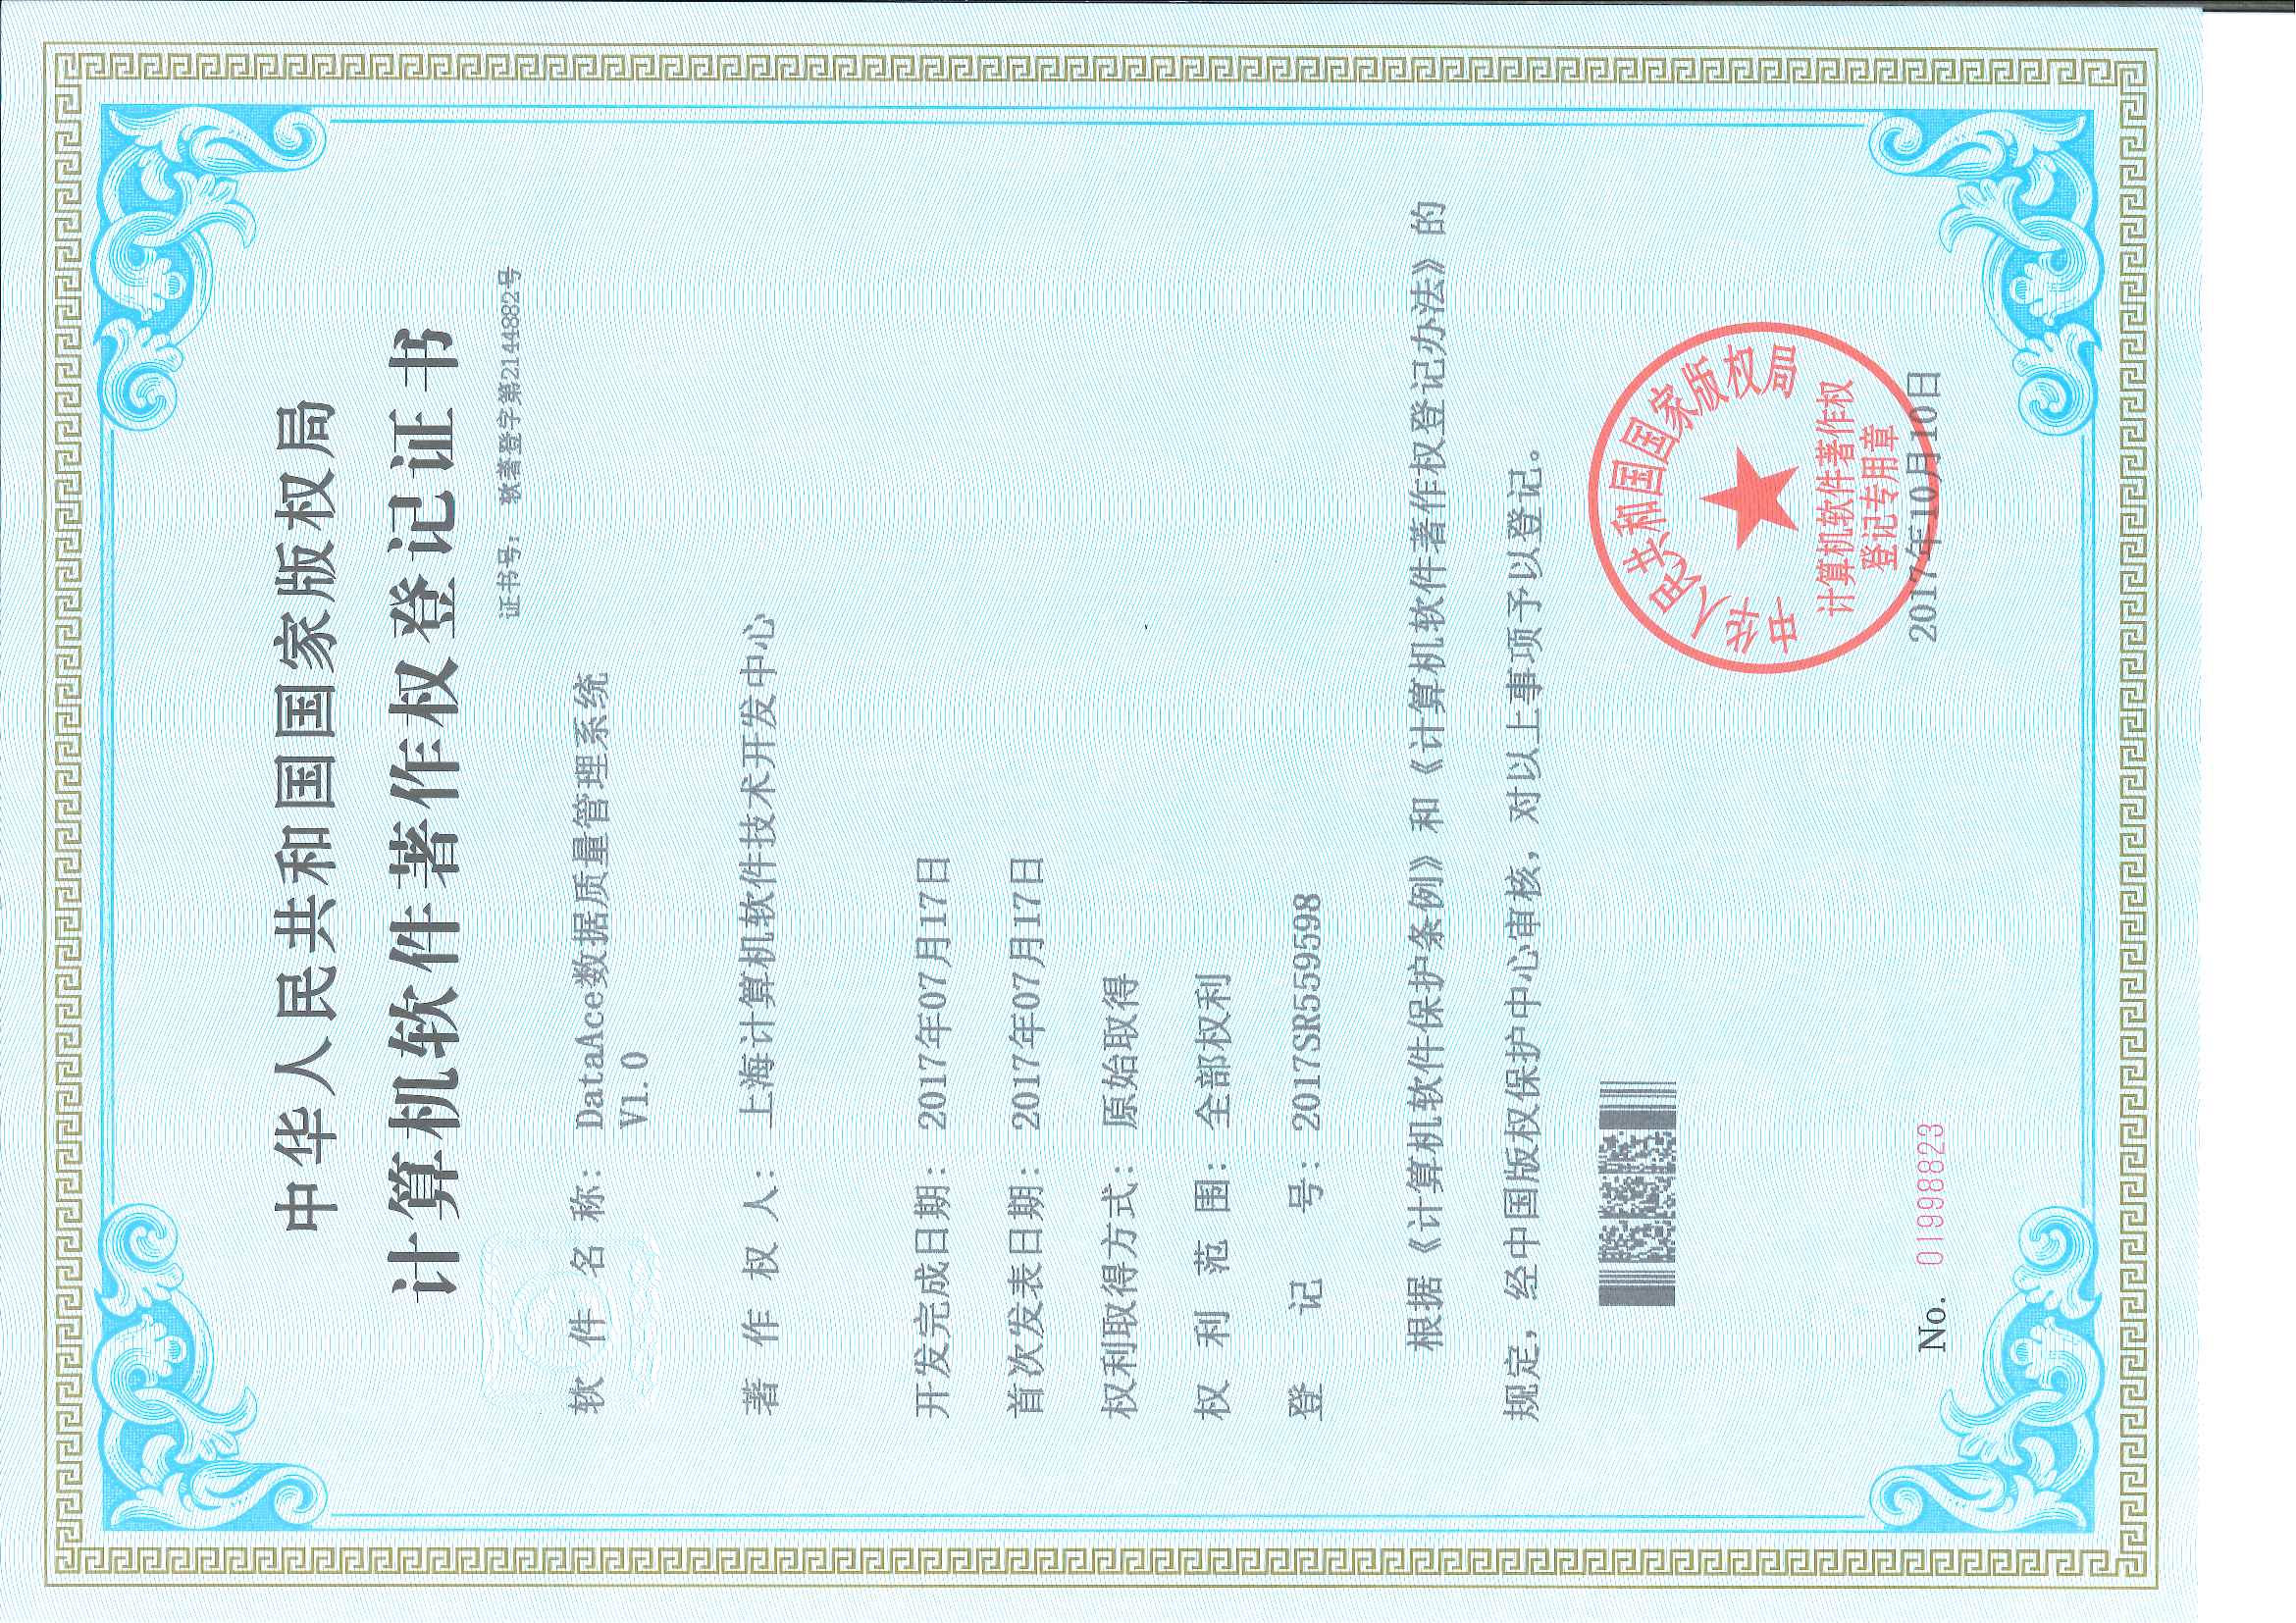 中华人民共和国国家版权局
计算机软件著作权登记证书
证书号： 软著登字第2144882号
软件名称： DataAce数据质量管理系统
V1.0
著作权人： 上海计算机软件技术开发中心
开发完成日期： 2017年07月17日
首次发表日期： 2017年07月17日
权利取得方式： 原始取得
权利范围： 全部权利
登记号： 2017SR559598
根据《计算机软件保护条例》和《计算机软件著作权登记办法》的
规定，经中国版权保护中心审核，对以上事项予以登记。
中华人民共和国国家版权局
计算机软件著作权
登记专用章
No. 01998823
2017年10月10日